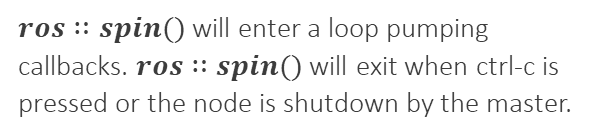 ros :: spin() will enter a loop pumping
callbacks. ros :: spin() will exit when ctrl-c is
pressed or the node is shutdown by the master.